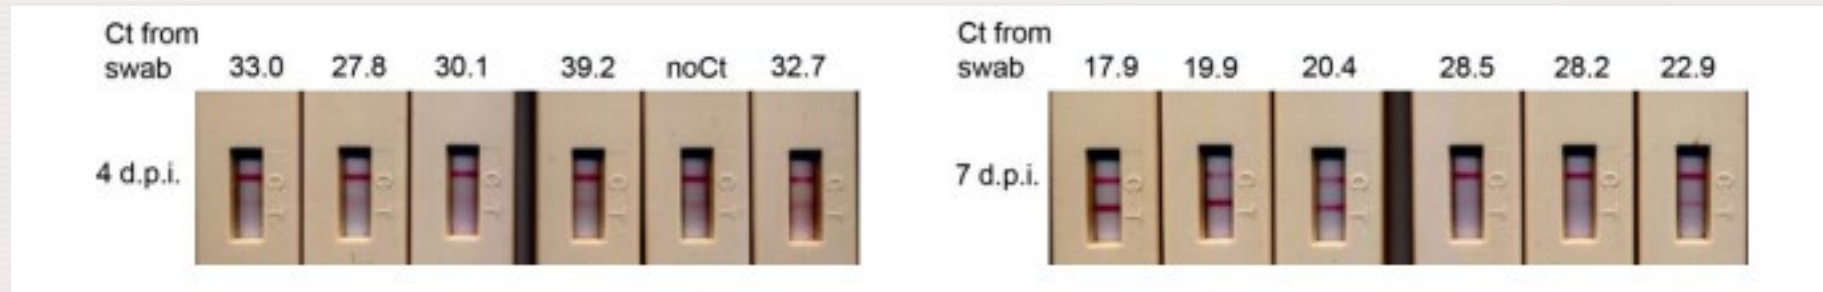 Ct from
swab 33.0 27.8 30.1 39.2 noCt 32.7
4 d.p.i.
C T C T C T C T C T C T
Ct from
swab 17.9 19.9 20.4 28.5 28.2 22.9
7 d.p.i.
C T C T C T C T C T C T